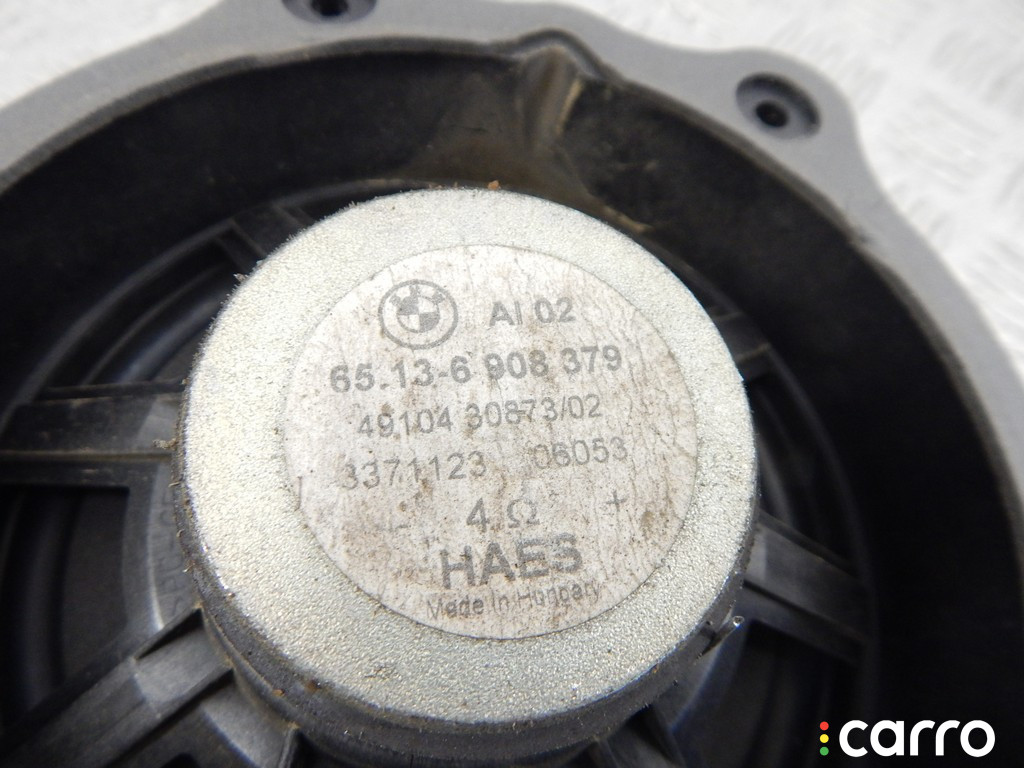 AI 02
65.13-6 908 379
49104 30873/02
3371123 06053
- 4 Ω +
HAES
Made in Hungary
carro